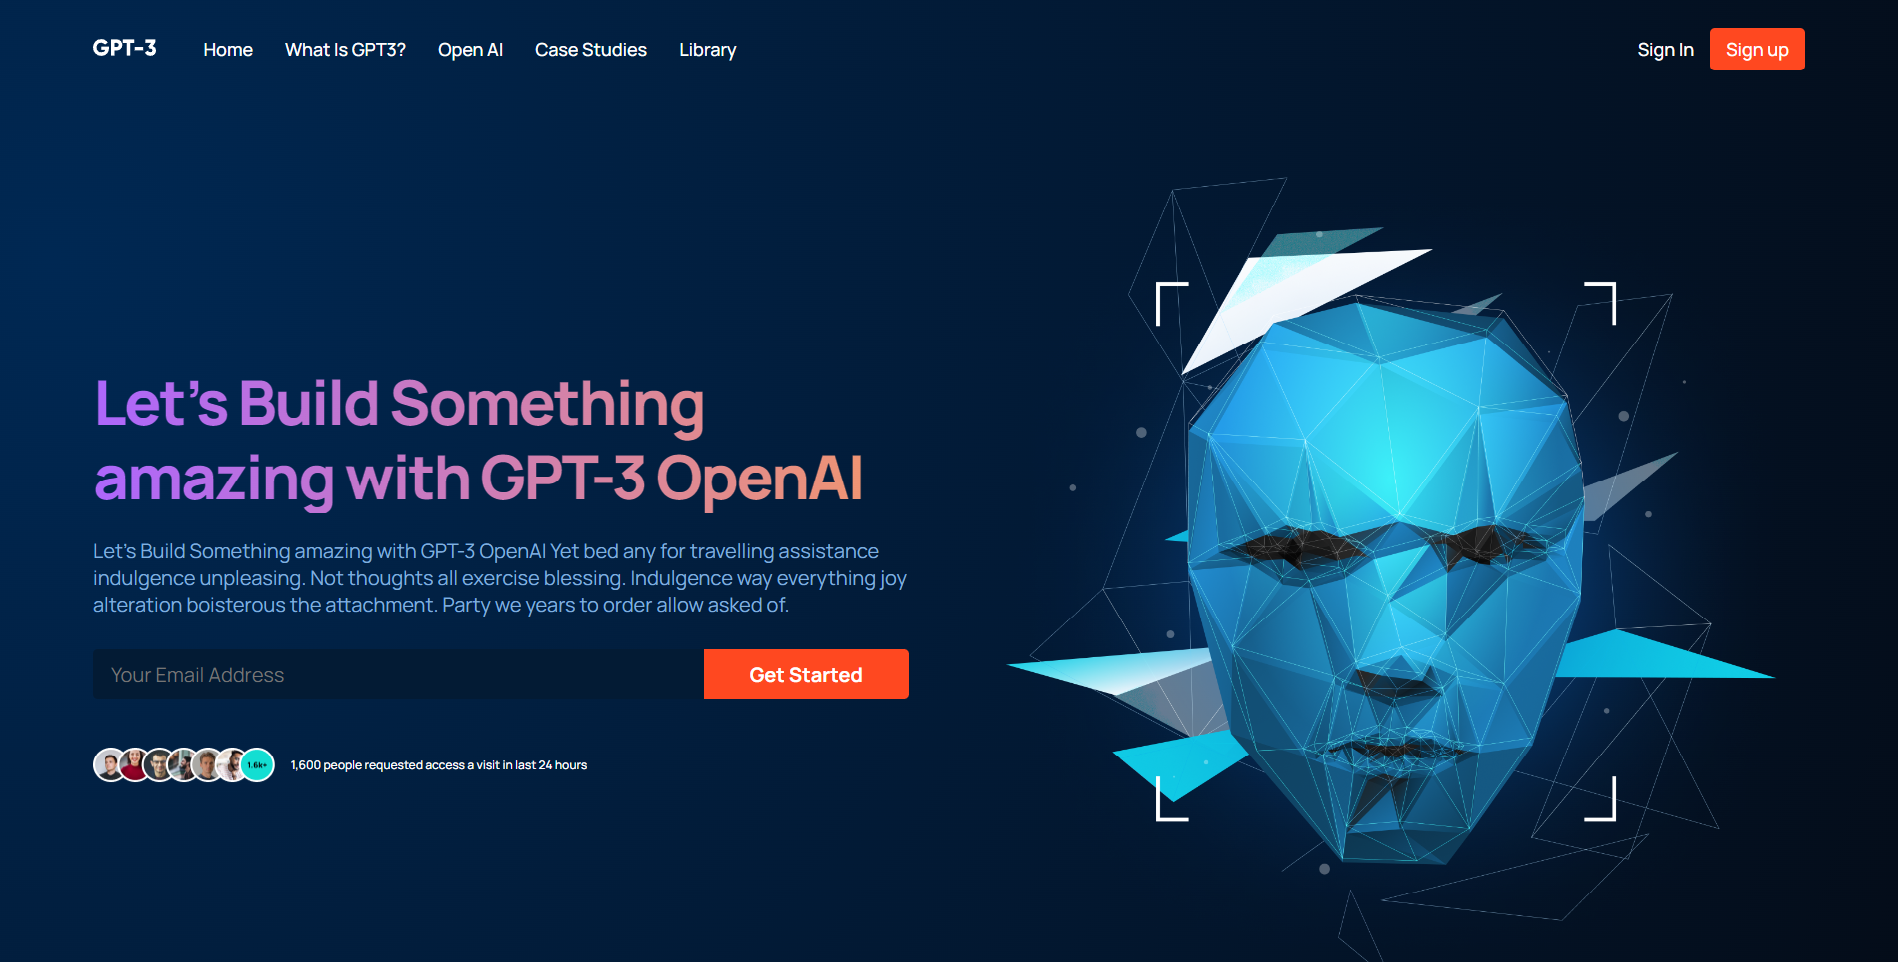 GPT-3 Home What Is GPT3? Open AI Case Studies Library Sign In Sign up
Let’s Build Something
amazing with GPT-3 OpenAI
Let’s Build Something amazing with GPT-3 OpenAI Yet bed any for travelling assistance
indulgence unpleasing. Not thoughts all exercise blessing. Indulgence way everything joy
alteration boisterous the attachment. Party we years to order allow asked of.
Your Email Address Get Started
1.6k+ 1,600 people requested access a visit in last 24 hours